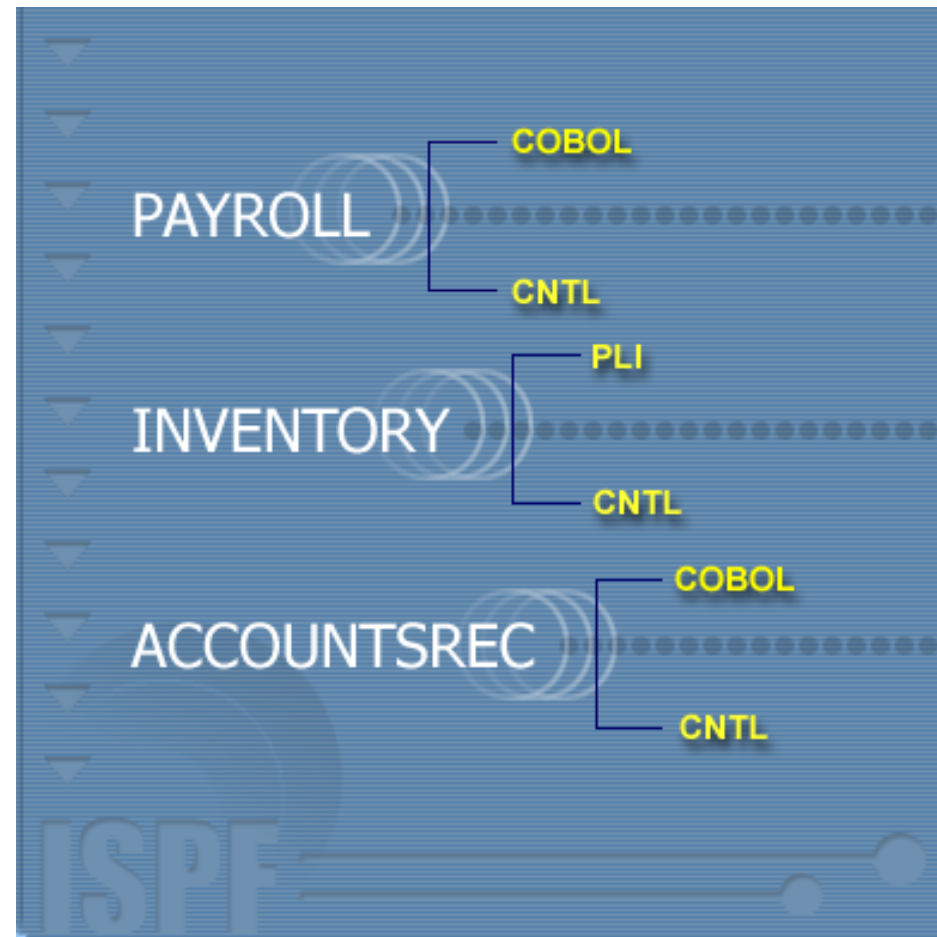 COBOL
PAYROLL
CNTL
PLI
INVENTORY
CNTL
COBOL
ACCOUNTSREC
CNTL
ISPF